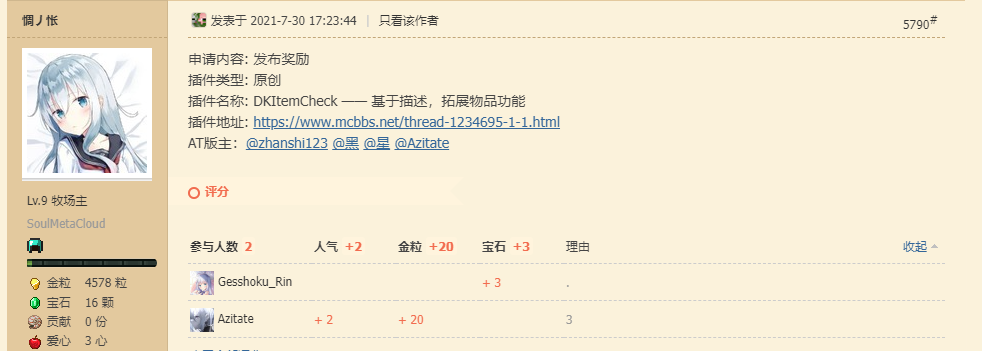 惆丿怅
发表于 2021-7-30 17:23:44 | 只看该作者
5790#
申请内容: 发布奖励
插件类型: 原创
插件名称: DKItemCheck —— 基于描述，拓展物品功能
插件地址: https://www.mcbbs.net/thread-1234695-1-1.html
AT版主： @zhanshi123 @黑 @星 @Azitate
评分
Lv.9 牧场主
SoulMetaCloud
金粒 4578 粒
宝石 16 颗
贡献 0 份
爱心 3 心
参与人数 2 人气 +2 金粒 +20 宝石 +3 理由 收起
Gesshoku_Rin + 3 .
Azitate + 2 + 20 3